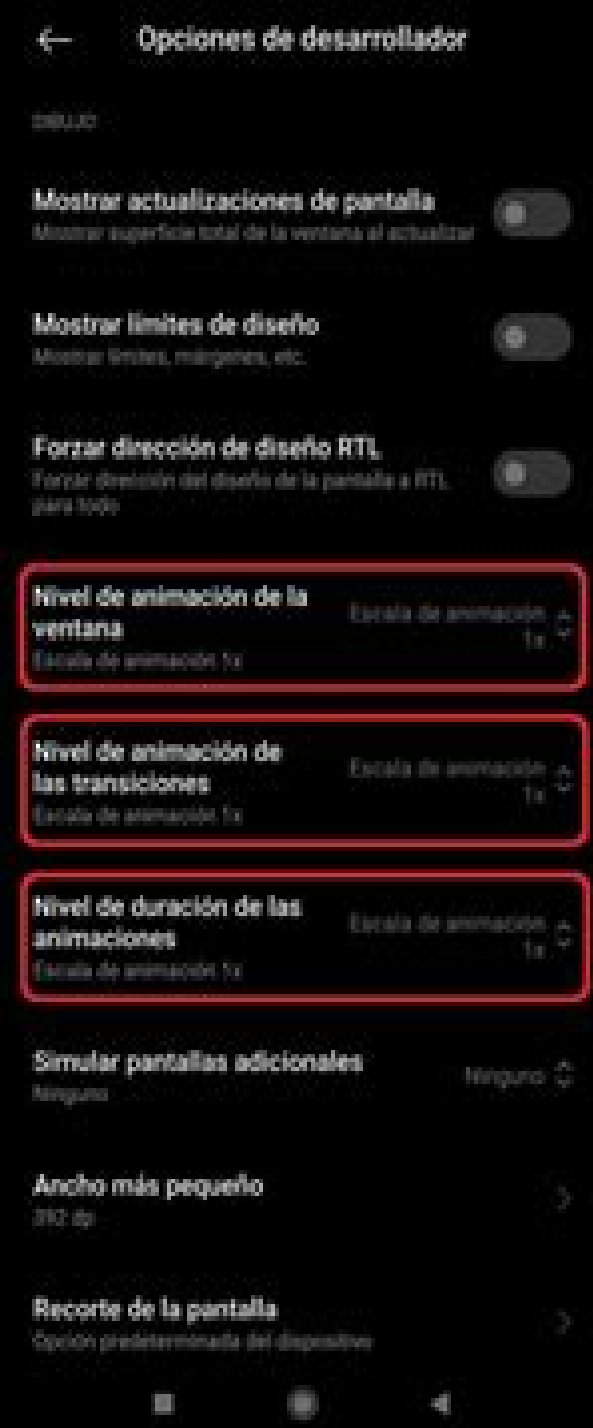 Opciones de desarrollador
DIBUJO
Mostrar actualizaciones de pantalla
Mostrar superficie total de la ventana al actualizar
Mostrar límites de diseño
Mostrar límites, márgenes, etc.
Forzar dirección de diseño RTL
Forzar dirección del diseño de la pantalla a RTL
para todo
Nivel de animación de la
ventana
Escala de animación 1x
Escala de animación
1x
Nivel de animación de
las transiciones
Escala de animación 1x
Escala de animación
1x
Nivel de duración de las
animaciones
Escala de animación 1x
Escala de animación
1x
Simular pantallas adicionales
Ninguno
Ninguno
Ancho más pequeño
392 dp
Recorte de la pantalla
Opción predeterminada del dispositivo